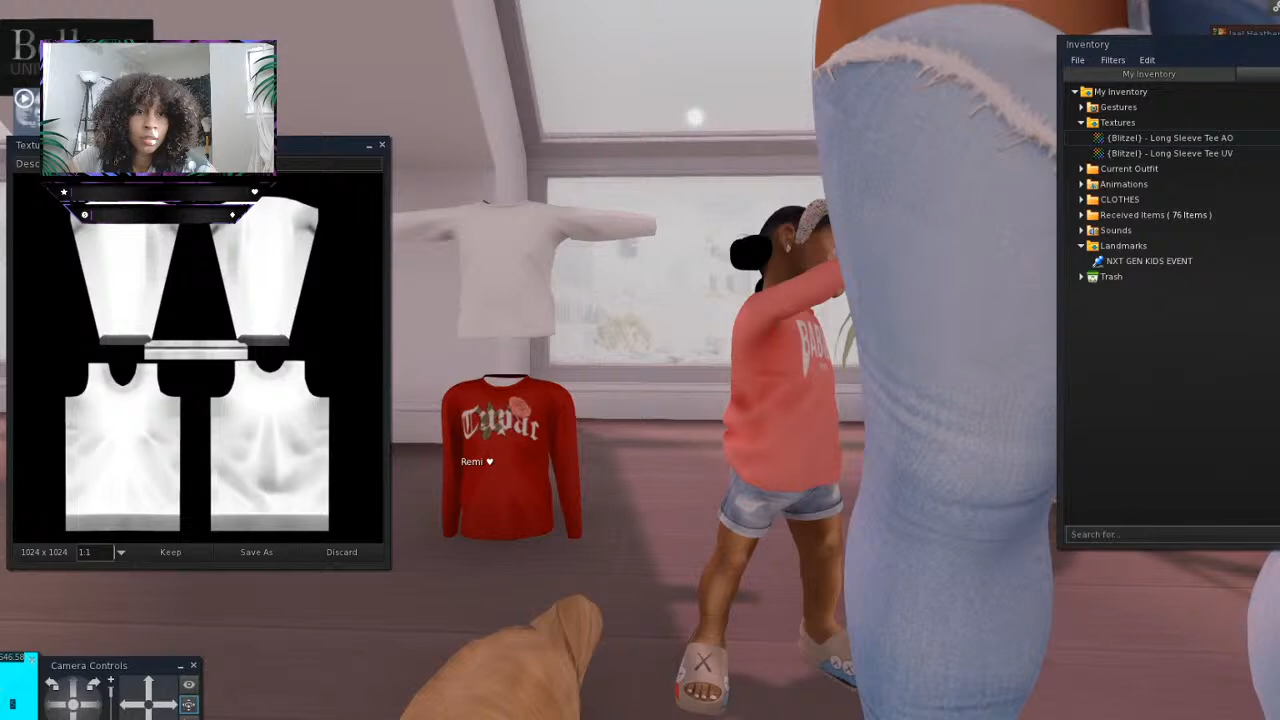 Inventory
File Filters Edit
My Inventory
My Inventory
Gestures
Textures
{Blitzel} - Long Sleeve Tee AO
{Blitzel} - Long Sleeve Tee UV
Current Outfit
Animations
CLOTHES
Received Items ( 76 Items )
Sounds
Landmarks
NXT GEN KIDS EVENT
Trash
Search for...
Tupac
Remi ♥
1024 x 1024 1:1 Keep Save As Discard
Camera Controls